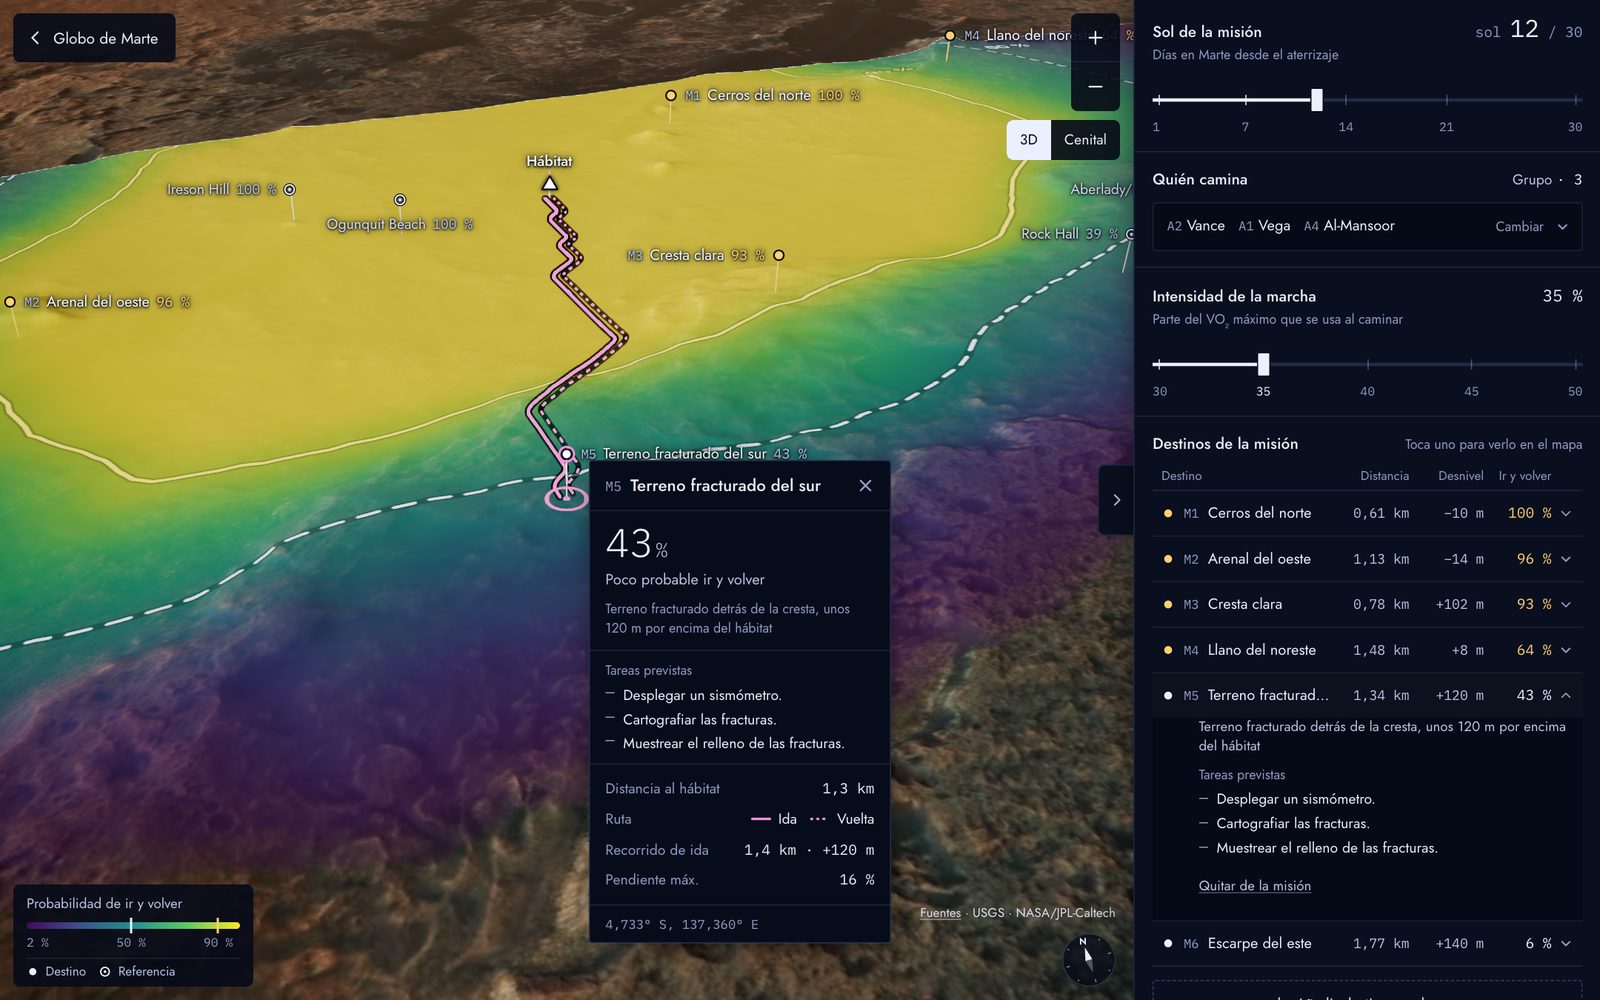 Globo de Marte
M4 Llano del nores
M1 Cerros del norte 100 %
+
−
3D Cenital
Hábitat
Ireson Hill 100 %
Ogunquit Beach 100 %
Aberlady/
Rock Hall 39 %
M3 Cresta clara 93 %
M2 Arenal del oeste 96 %
M5 Terreno fracturado del sur 43 %
M5 Terreno fracturado del sur
43 %
Poco probable ir y volver
Terreno fracturado detrás de la cresta, unos
120 m por encima del hábitat
Tareas previstas
— Desplegar un sismómetro.
— Cartografiar las fracturas.
— Muestrear el relleno de las fracturas.
Distancia al hábitat 1,3 km
Ruta Ida Vuelta
Recorrido de ida 1,4 km · +120 m
Pendiente máx. 16 %
4,733° S, 137,360° E
Probabilidad de ir y volver
2 % 50 % 90 %
Destino Referencia
Fuentes · USGS · NASA/JPL-Caltech
N
Sol de la misión sol 12 / 30
Días en Marte desde el aterrizaje
1 7 14 21 30
Quién camina Grupo · 3
A2 Vance A1 Vega A4 Al-Mansoor Cambiar
Intensidad de la marcha 35 %
Parte del VO₂ máximo que se usa al caminar
30 35 40 45 50
Destinos de la misión Toca uno para verlo en el mapa
Destino Distancia Desnivel Ir y volver
M1 Cerros del norte 0,61 km −10 m 100 %
M2 Arenal del oeste 1,13 km −14 m 96 %
M3 Cresta clara 0,78 km +102 m 93 %
M4 Llano del noreste 1,48 km +8 m 64 %
M5 Terreno fracturad… 1,34 km +120 m 43 %
Terreno fracturado detrás de la cresta, unos 120 m por encima
del hábitat
Tareas previstas
— Desplegar un sismómetro.
— Cartografiar las fracturas.
— Muestrear el relleno de las fracturas.
Quitar de la misión
M6 Escarpe del este 1,77 km +140 m 6 %